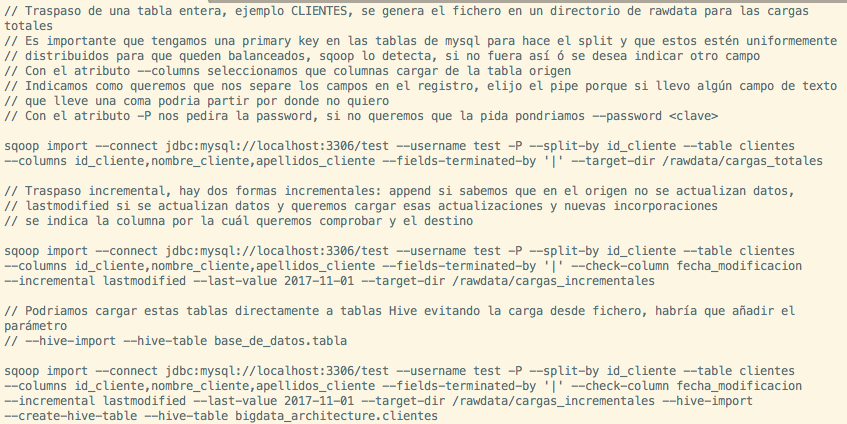 // Traspaso de una tabla entera, ejemplo CLIENTES, se genera el fichero en un directorio de rawdata para las cargas
totales
// Es importante que tengamos una primary key en las tablas de mysql para hace el split y que estos estén uniformemente
// distribuidos para que queden balanceados, sqoop lo detecta, si no fuera así ó se desea indicar otro campo
// Con el atributo --columns seleccionamos que columnas cargar de la tabla origen
// Indicamos como queremos que nos separe los campos en el registro, elijo el pipe porque si llevo algún campo de texto
// que lleve una coma podria partir por donde no quiero
// Con el atributo -P nos pedira la password, si no queremos que la pida pondriamos --password <clave>

sqoop import --connect jdbc:mysql://localhost:3306/test --username test -P --split-by id_cliente --table clientes
--columns id_cliente,nombre_cliente,apellidos_cliente --fields-terminated-by '|' --target-dir /rawdata/cargas_totales

// Traspaso incremental, hay dos formas incrementales: append si sabemos que en el origen no se actualizan datos,
// lastmodified si se actualizan datos y queremos cargar esas actualizaciones y nuevas incorporaciones
// se indica la columna por la cuál queremos comprobar y el destino

sqoop import --connect jdbc:mysql://localhost:3306/test --username test -P --split-by id_cliente --table clientes
--columns id_cliente,nombre_cliente,apellidos_cliente --fields-terminated-by '|' --check-column fecha_modificacion
--incremental lastmodified --last-value 2017-11-01 --target-dir /rawdata/cargas_incrementales

// Podriamos cargar estas tablas directamente a tablas Hive evitando la carga desde fichero, habría que añadir el
parámetro
// --hive-import --hive-table base_de_datos.tabla

sqoop import --connect jdbc:mysql://localhost:3306/test --username test -P --split-by id_cliente --table clientes
--columns id_cliente,nombre_cliente,apellidos_cliente --fields-terminated-by '|' --check-column fecha_modificacion
--incremental lastmodified --last-value 2017-11-01 --target-dir /rawdata/cargas_incrementales --hive-import
--create-hive-table --hive-table bigdata_architecture.clientes